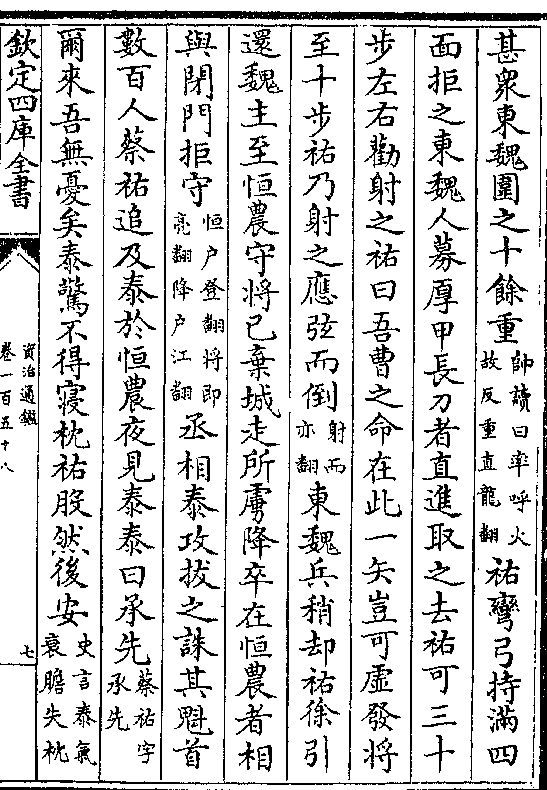 甚衆東魏圍之十餘重帥讀曰率呼火故反重直龍翻祐彎弓持滿四
面拒之東魏人募厚甲長刀者直進取之去祐可三十
步左右勸射之祐曰吾曹之命在此一矢豈可虛發將
至十步祐乃射之應弦而倒射而亦翻東魏兵稍却祐徐引
還魏主至恒農守將已棄城走所虜降卒在恒農者相
與閉門拒守恒户登翻將即亮翻降户江翻丞相泰攻拔之誅其魁首
數百人蔡祐追及泰於恒農夜見泰泰曰承先蔡祐字承先
爾來吾無憂矣泰驚不得寢枕祐股然後安史言泰氣衰膽失枕
欽定四庫全書
資治通鑑
卷一百五十八
七